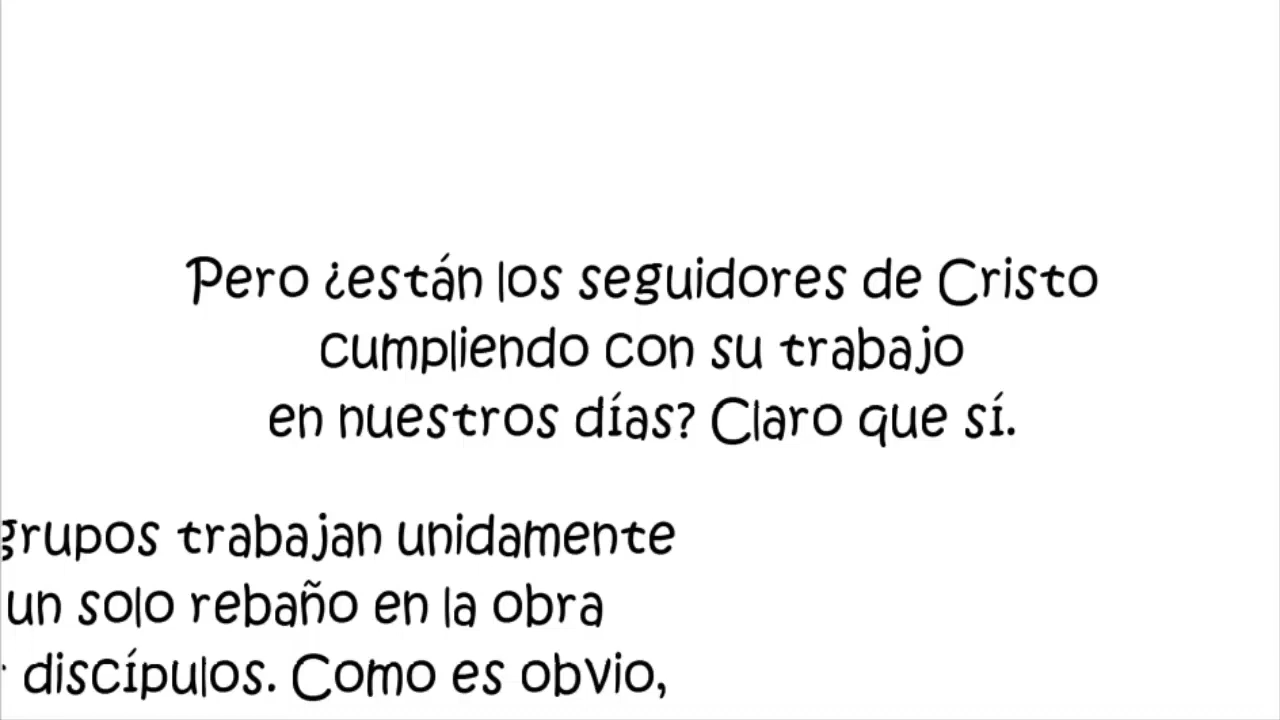 Pero ¿están los seguidores de Cristo
cumpliendo con su trabajo
en nuestros días? Claro que sí.
grupos trabajan unidamente
un solo rebaño en la obra
discípulos. Como es obvio,